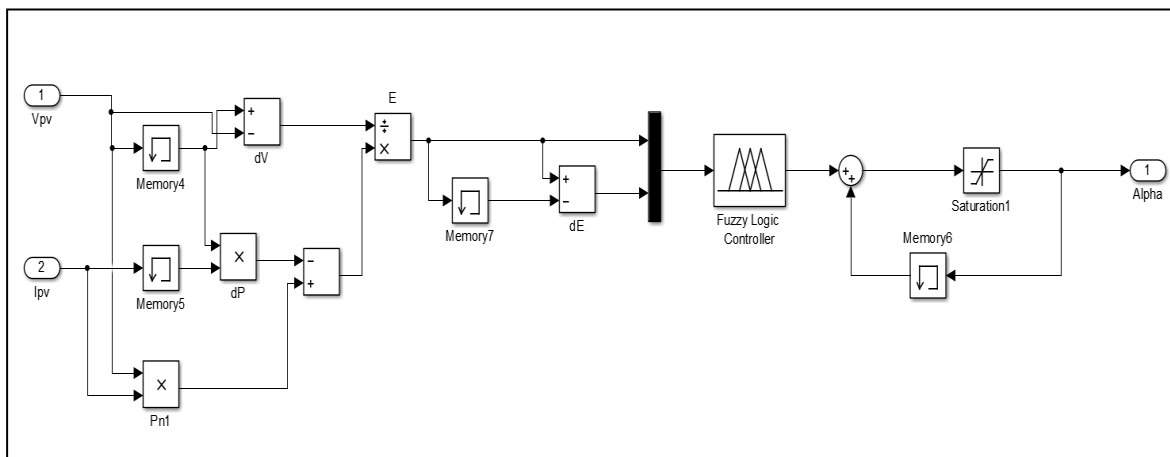 1
Vpv
Memory4
+
−
dV
E
÷
×
Memory7
+
−
dE
Fuzzy Logic
Controller
+
+
Saturation1
1
Alpha
Memory6
2
Ipv
Memory5
×
dP
−
+
×
Pn1